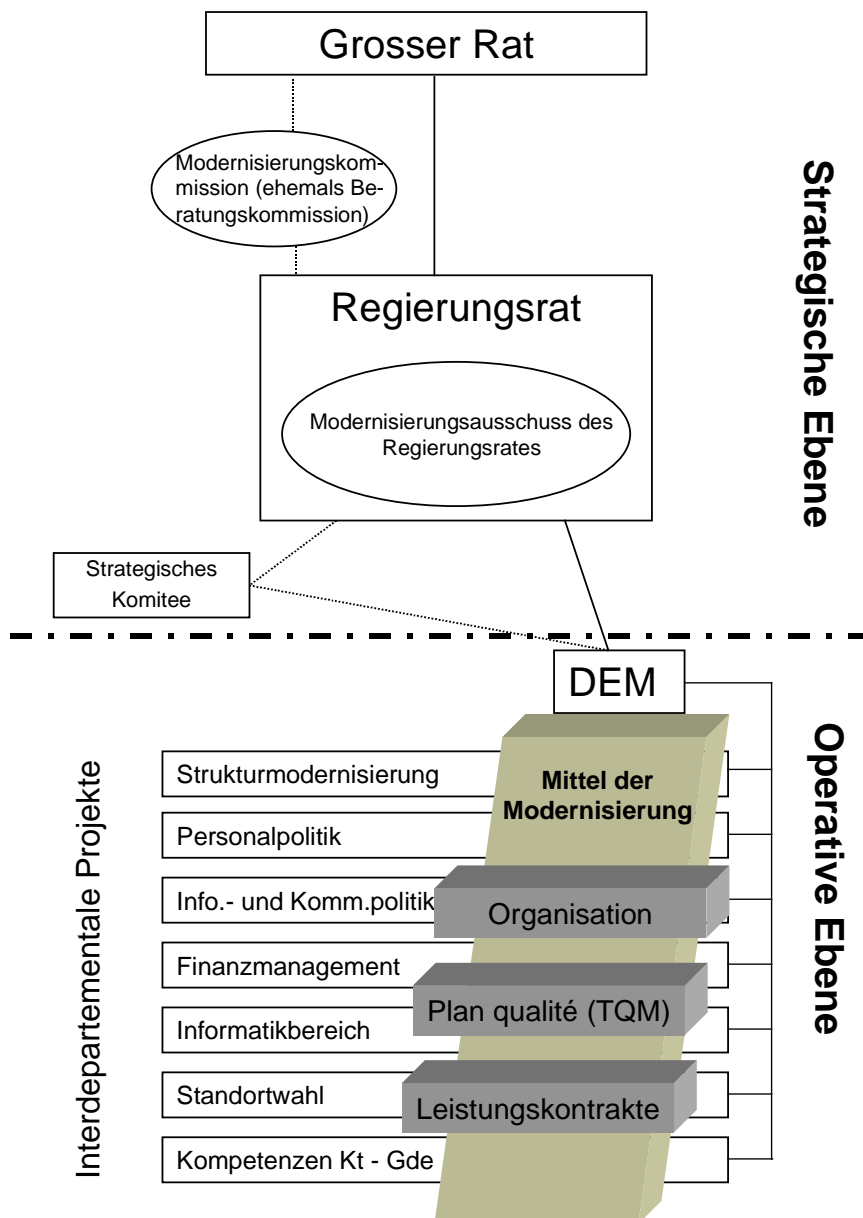 Grosser Rat
Modernisierungskom-
mission (ehemals Be-
ratungskommission)
Regierungsrat
Modernisierungsausschuss des
Regierungsrates
Strategisches
Komitee
Strategische Ebene
DEM
Mittel der
Modernisierung
Strukturmodernisierung
Personalpolitik
Info.- und Komm.politik
Organisation
Finanzmanagement
Plan qualité (TQM)
Informatikbereich
Standortwahl
Leistungskontrakte
Kompetenzen Kt - Gde
Interdepartementale Projekte
Operative Ebene